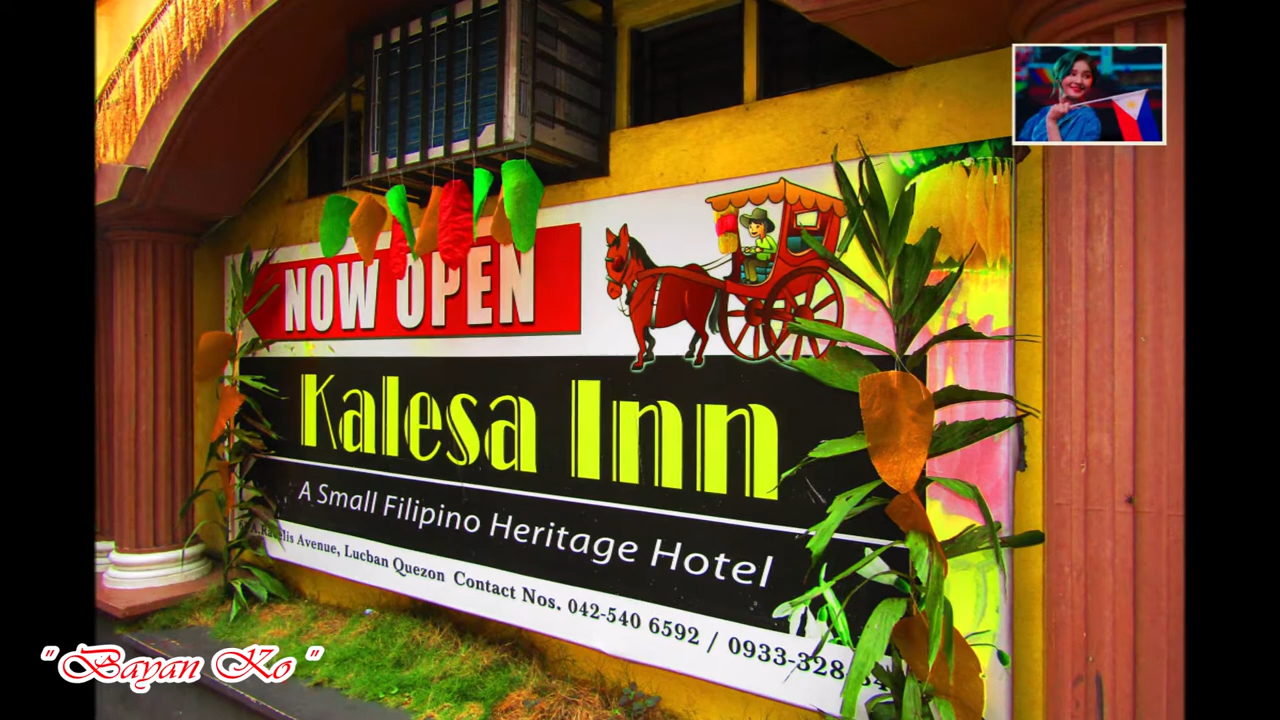 NOW OPEN
Kalesa Inn
A Small Filipino Heritage Hotel
Avenue, Lucban Quezon Contact Nos. 042-540 6592 / 0933-328
" Bayan Ko "